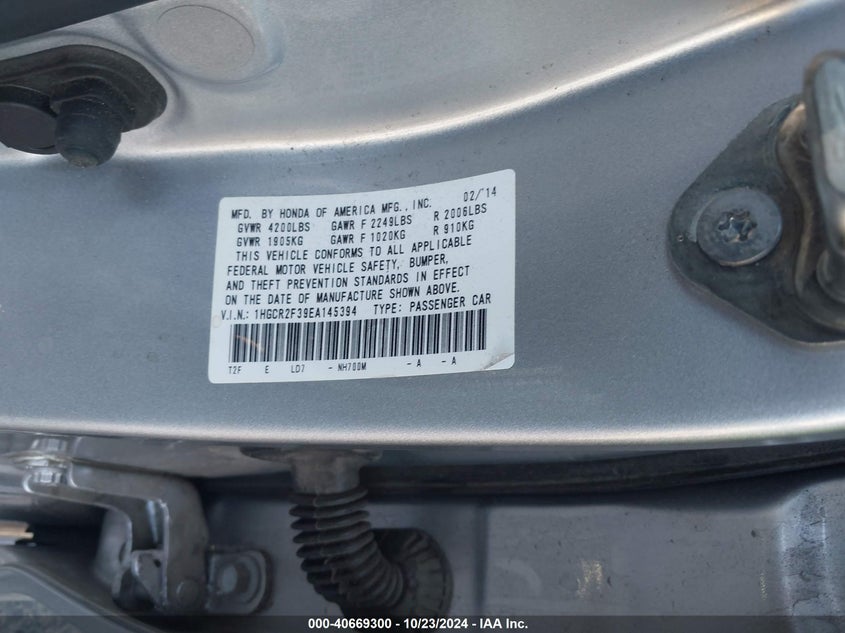 MFD. BY HONDA OF AMERICA MFG., INC. 02/'14
GVWR 4200LBS GAWR F 2249LBS R 2006LBS
GVWR 1905KG GAWR F 1020KG R 910KG
THIS VEHICLE CONFORMS TO ALL APPLICABLE
FEDERAL MOTOR VEHICLE SAFETY, BUMPER,
AND THEFT PREVENTION STANDARDS IN EFFECT
ON THE DATE OF MANUFACTURE SHOWN ABOVE.
V.I.N.: 1HGCR2F39EA145394 TYPE: PASSENGER CAR
T2F E LD7 - NH700M - A - A
000-40669300 - 10/23/2024 - IAA Inc.